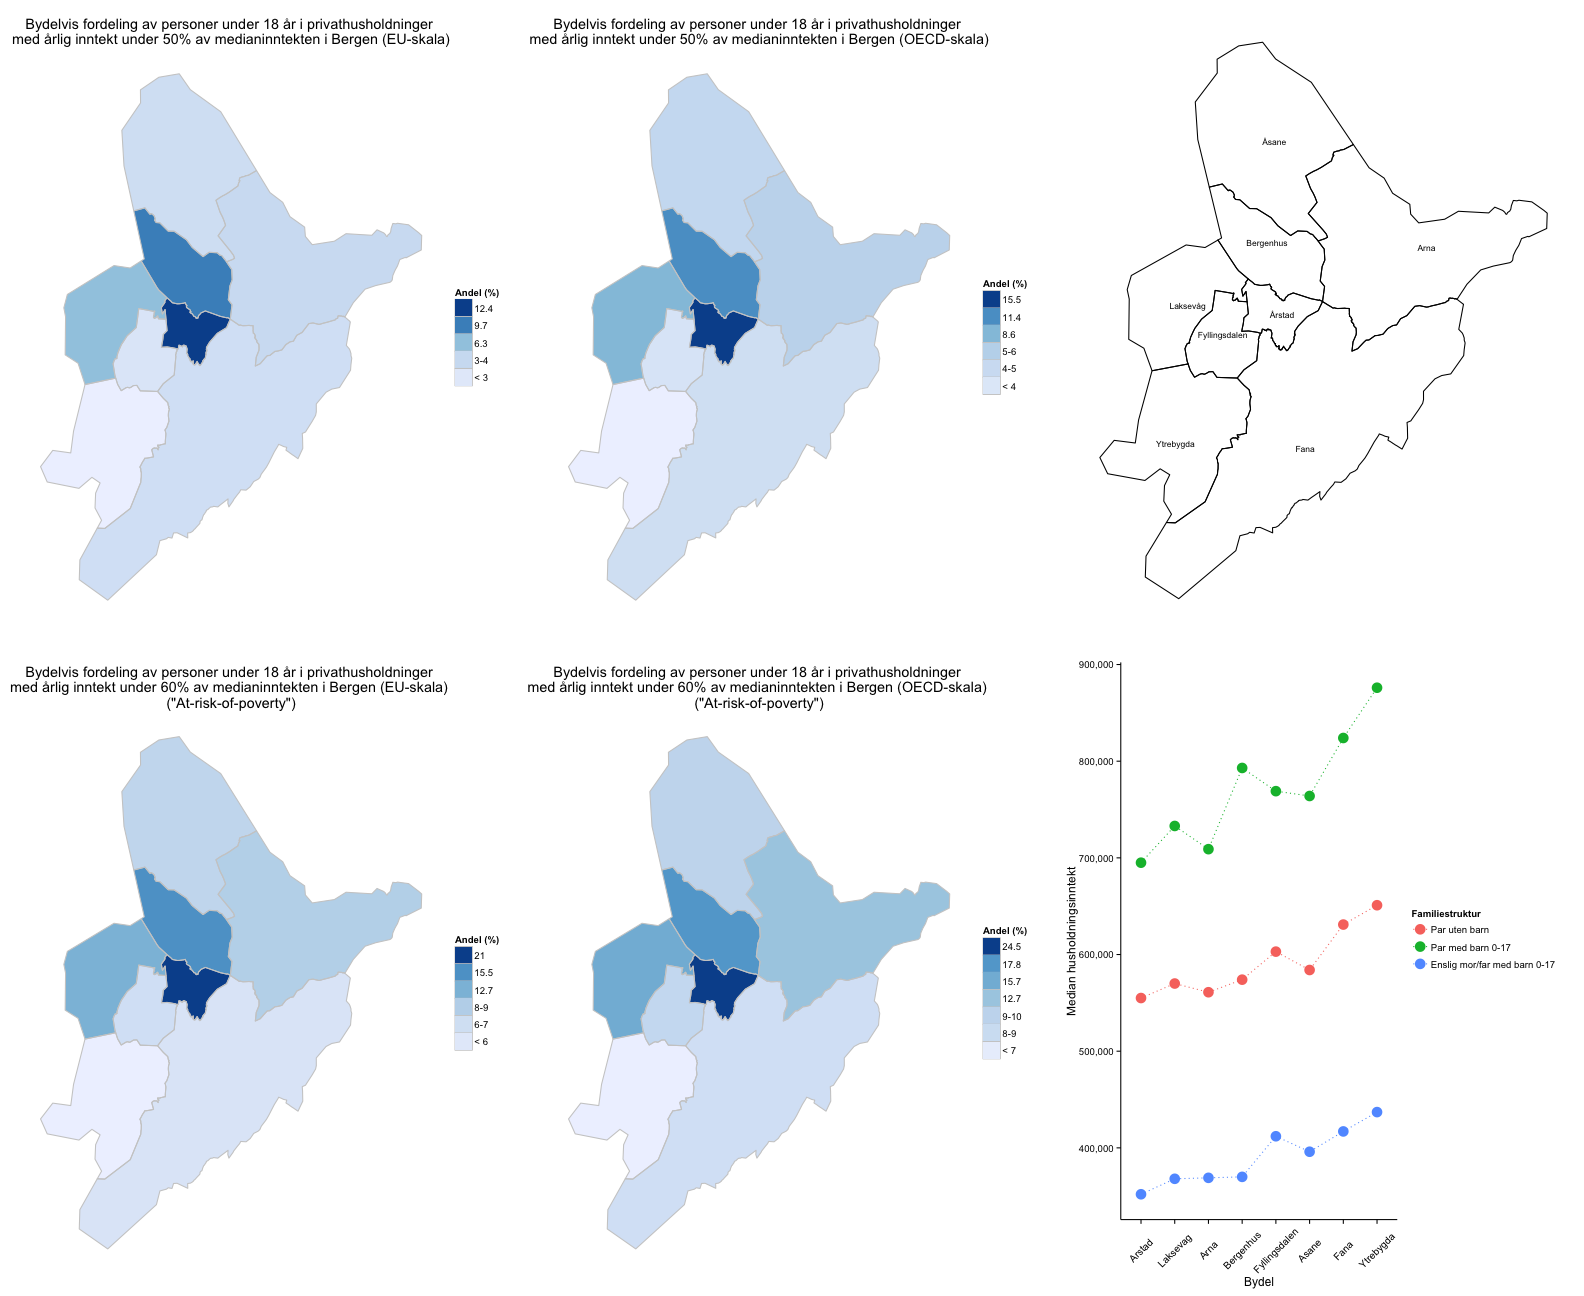 Bydelvis fordeling av personer under 18 år i privathusholdninger
med årlig inntekt under 50% av medianinntekten i Bergen (EU-skala)
Andel (%)
12.4
9.7
6.3
3-4
< 3
Bydelvis fordeling av personer under 18 år i privathusholdninger
med årlig inntekt under 50% av medianinntekten i Bergen (OECD-skala)
Andel (%)
15.5
11.4
8.6
5-6
4-5
< 4
Åsane
Bergenhus
Arna
Laksevåg
Årstad
Fyllingsdalen
Ytrebygda
Fana
Bydelvis fordeling av personer under 18 år i privathusholdninger
med årlig inntekt under 60% av medianinntekten i Bergen (EU-skala)
("At-risk-of-poverty")
Andel (%)
21
15.5
12.7
8-9
6-7
< 6
Bydelvis fordeling av personer under 18 år i privathusholdninger
med årlig inntekt under 60% av medianinntekten i Bergen (OECD-skala)
("At-risk-of-poverty")
Andel (%)
24.5
17.8
15.7
12.7
9-10
8-9
< 7
Median husholdningsinntekt
900,000
800,000
700,000
600,000
500,000
400,000
Arstad
Laksevag
Arna
Bergenhus
Fyllingsdalen
Asane
Fana
Ytrebygda
Bydel
Familiestruktur
Par uten barn
Par med barn 0-17
Enslig mor/far med barn 0-17